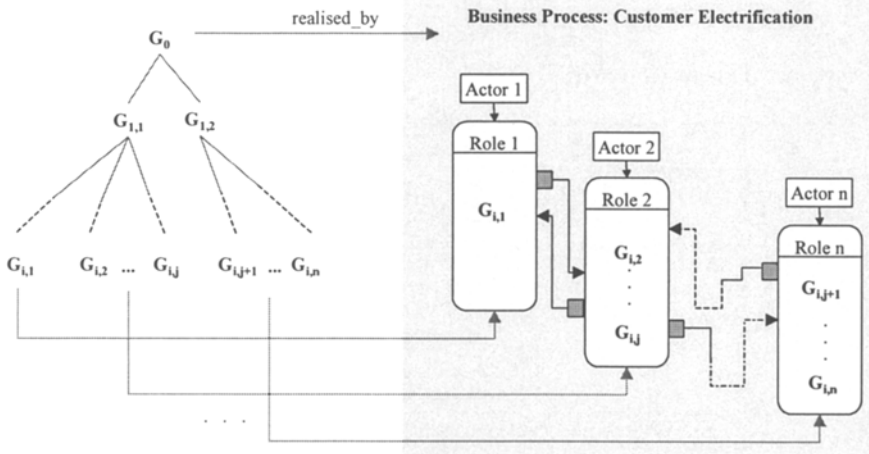 realised_by
Business Process: Customer Electrification
G0
Actor 1
G1,1 G1,2
Role 1
Actor 2
Actor n
Role 2
Gi,1
Role n
Gi,1 Gi,2 ... Gi,j Gi,j+1 ... Gi,n
Gi,2
.
.
.
Gi,j
Gi,j+1
.
.
.
Gi,n
. . .